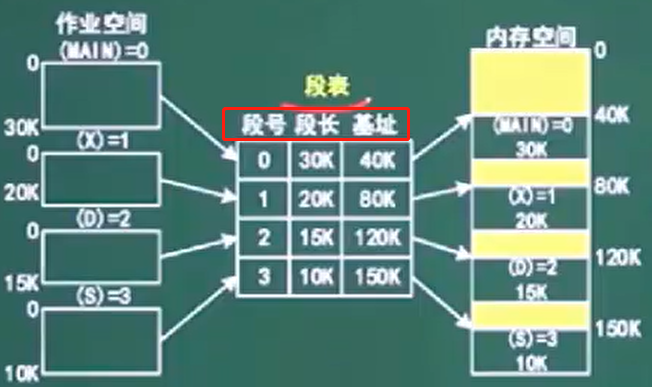 作业空间
(MAIN)=0
0
30K
(X)=1
0
20K
(D)=2
0
15K
(S)=3
0
10K
段表
段号 段长 基址
0 30K 40K
1 20K 80K
2 15K 120K
3 10K 150K
内存空间
0
40K
(MAIN)=0
30K
80K
(X)=1
20K
120K
(D)=2
15K
150K
(S)=3
10K